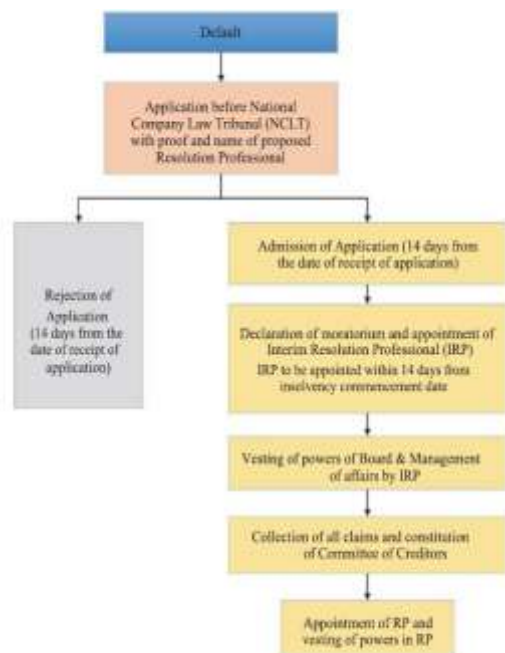 Default
Application before National
Company Law Tribunal (NCLT)
with proof and name of proposed
Resolution Professional
Rejection of
Application
(14 days from the
date of receipt of
application)
Admission of Application (14 days from
the date of receipt of application)
Declaration of moratorium and appointment of
Interim Resolution Professional (IRP)
IRP to be appointed within 14 days from
insolvency commencement date
Vesting of powers of Board & Management
of affairs by IRP
Collection of all claims and constitution
of Committee of Creditors
Appointment of RP and
vesting of powers in RP